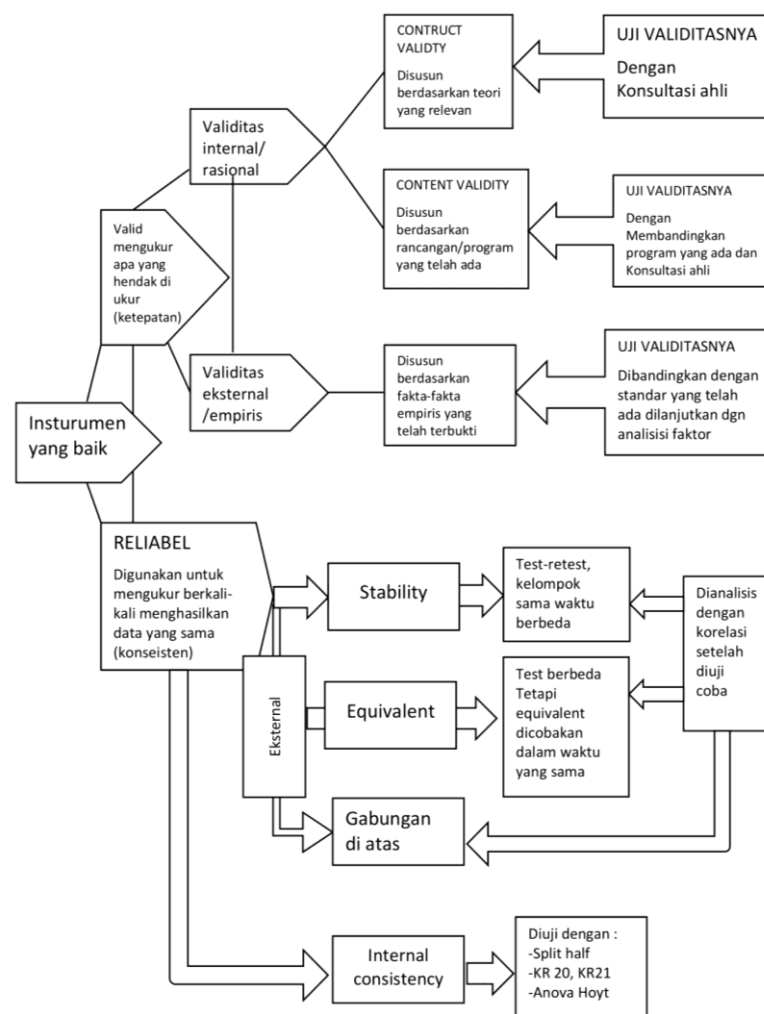 CONTRUCT
VALIDTY
Disusun
berdasarkan teori
yang relevan
UJI VALIDITASNYA
Dengan
Konsultasi ahli
Validitas
internal/
rasional
CONTENT VALIDITY
Disusun
berdasarkan
rancangan/program
yang telah ada
UJI VALIDITASNYA
Dengan
Membandingkan
program yang ada dan
Konsultasi ahli
Valid
mengukur
apa yang
hendak di
ukur
(ketepatan)
Validitas
eksternal
/empiris
Disusun
berdasarkan
fakta-fakta
empiris yang
telah terbukti
UJI VALIDITASNYA
Dibandingkan dengan
standar yang telah
ada dilanjutkan dgn
analisisi faktor
Insturumen
yang baik
RELIABEL
Digunakan untuk
mengukur berkali-
kali menghasilkan
data yang sama
(konseisten)
Eksternal
Stability
Test-retest,
kelompok
sama waktu
berbeda
Dianalisis
dengan
korelasi
setelah
diuji
coba
Equivalent
Test berbeda
Tetapi
equivalent
dicobakan
dalam waktu
yang sama
Gabungan
di atas
Internal
consistency
Diuji dengan :
-Split half
-KR 20, KR21
-Anova Hoyt